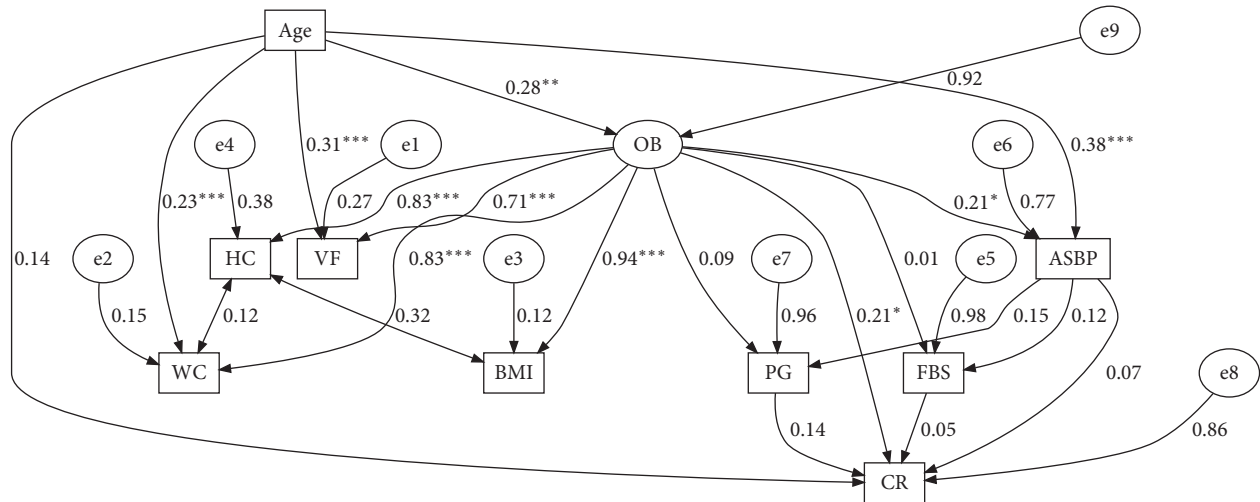 Age
e9
0.28**
0.92
e4
e1
OB
e6
0.31***
0.38***
0.23***
0.38
0.27
0.83***
0.71***
0.21*
0.77
0.14
e2
HC
VF
0.83***
e3
0.94***
0.09
e7
0.01
e5
ASBP
0.15
0.12
0.32
0.12
0.96
0.21*
0.98
0.15
0.12
WC
BMI
PG
FBS
0.07
e8
0.14
0.05
0.86
CR